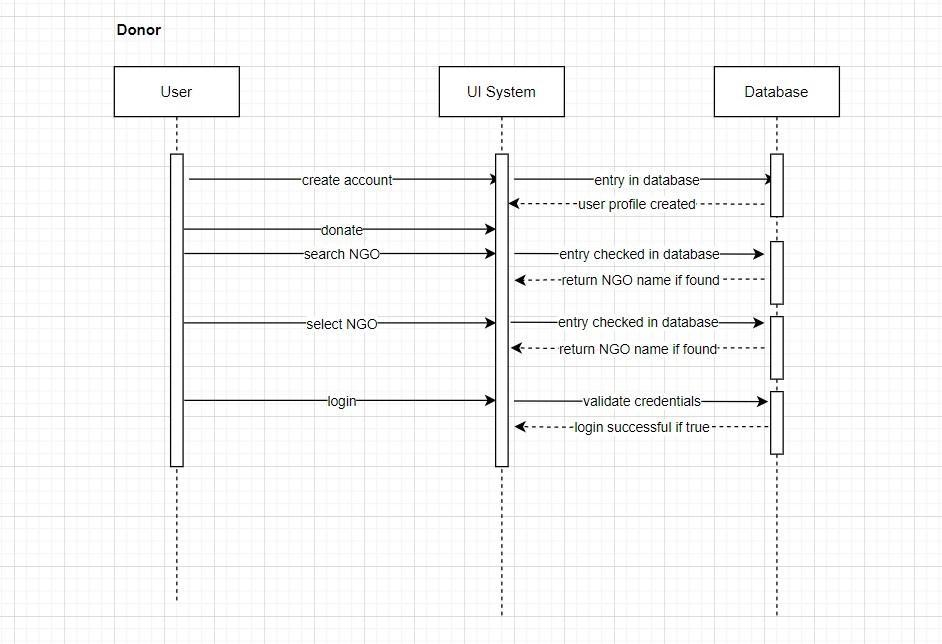 Donor
User
UI System
Database
create account
entry in database
user profile created
donate
search NGO
entry checked in database
return NGO name if found
select NGO
entry checked in database
return NGO name if found
login
validate credentials
login successful if true